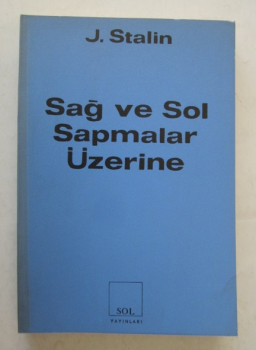 J. Stalin
Sağ ve Sol
Sapmalar
Üzerine
SOL
YAYINLARI